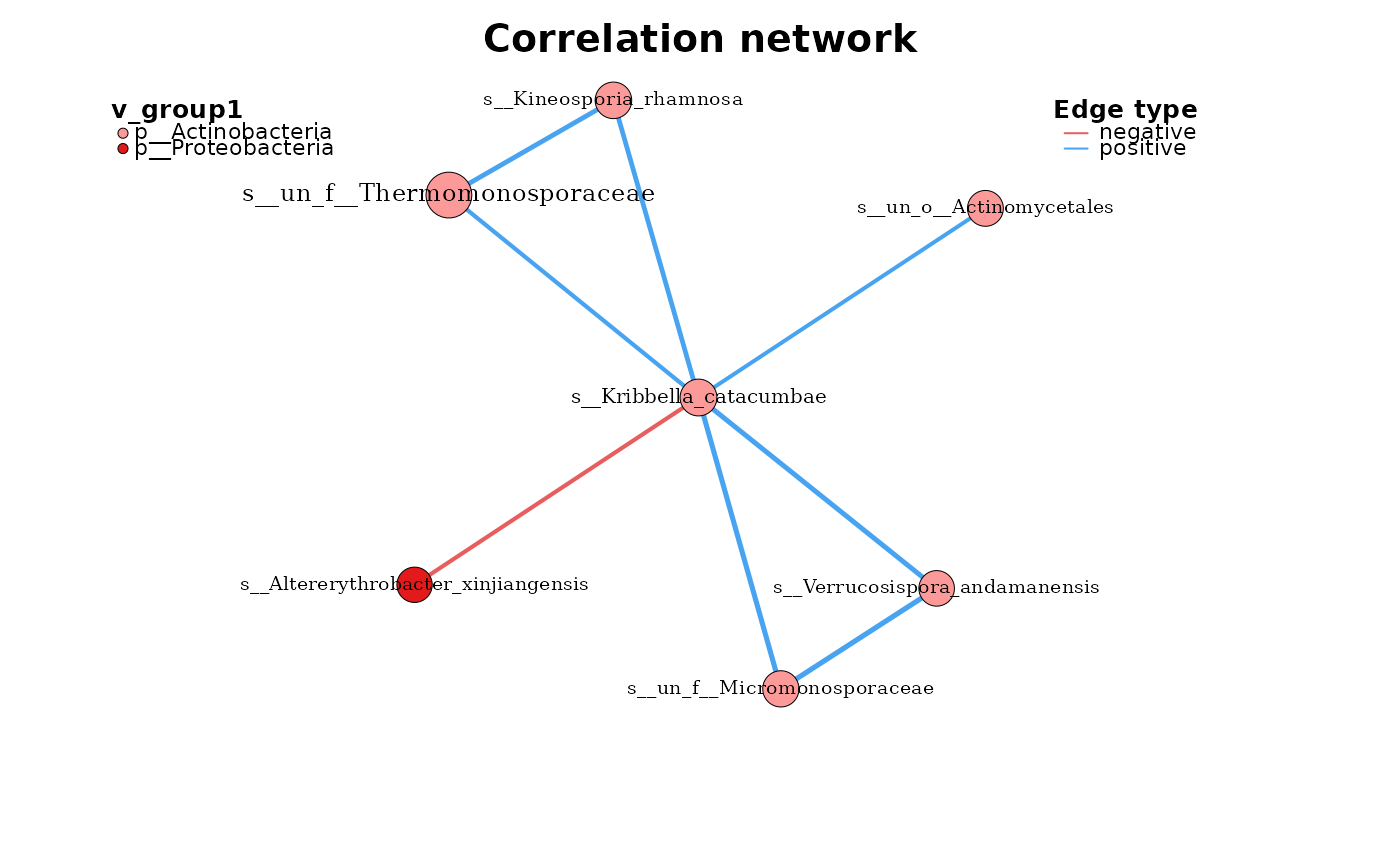 Correlation network
v_group1
p__Actinobacteria
p__Proteobacteria
Edge type
negative
positive
s__Kineosporia_rhamnosa
s__un_f__Thermomonosporaceae
s__un_o__Actinomycetales
s__Kribbella_catacumbae
s__Altererythrobacter_xinjiangensis
s__Verrucosispora_andamanensis
s__un_f__Micromonosporaceae